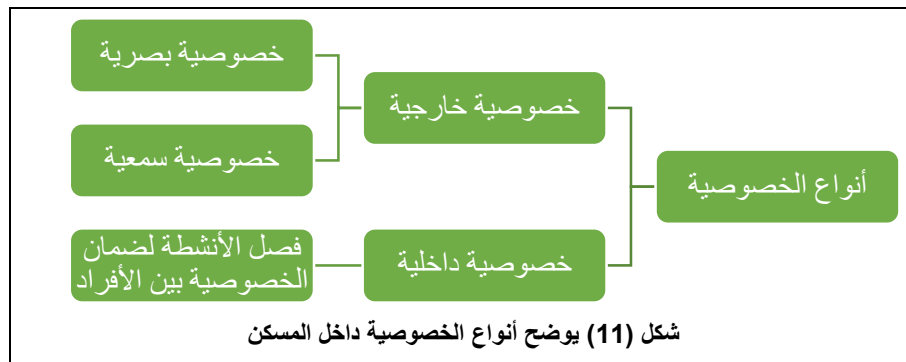 أنواع الخصوصية
خصوصية خارجية
خصوصية بصرية
خصوصية سمعية
خصوصية داخلية
فصل الأنشطة لضمان
الخصوصية بين الأفراد
شكل (11) يوضح أنواع الخصوصية داخل المسكن